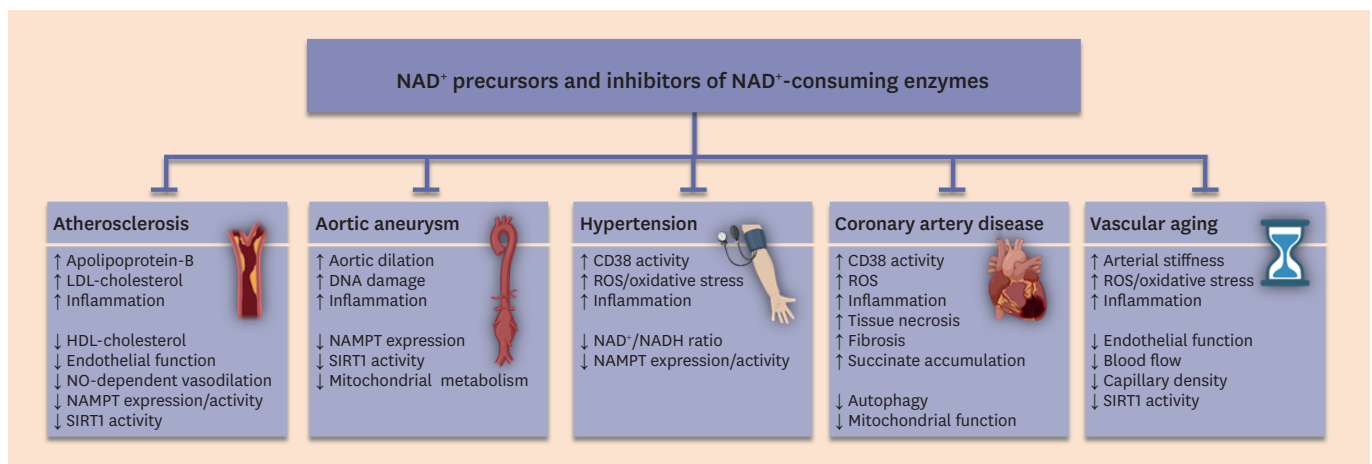 NAD⁺ precursors and inhibitors of NAD⁺-consuming enzymes
Atherosclerosis
↑ Apolipoprotein-B
↑ LDL-cholesterol
↑ Inflammation
↓ HDL-cholesterol
↓ Endothelial function
↓ NO-dependent vasodilation
↓ NAMPT expression/activity
↓ SIRT1 activity
Aortic aneurysm
↑ Aortic dilation
↑ DNA damage
↑ Inflammation
↓ NAMPT expression
↓ SIRT1 activity
↓ Mitochondrial metabolism
Hypertension
↑ CD38 activity
↑ ROS/oxidative stress
↑ Inflammation
↓ NAD⁺/NADH ratio
↓ NAMPT expression/activity
Coronary artery disease
↑ CD38 activity
↑ ROS
↑ Inflammation
↑ Tissue necrosis
↑ Fibrosis
↑ Succinate accumulation
↓ Autophagy
↓ Mitochondrial function
Vascular aging
↑ Arterial stiffness
↑ ROS/oxidative stress
↑ Inflammation
↓ Endothelial function
↓ Blood flow
↓ Capillary density
↓ SIRT1 activity